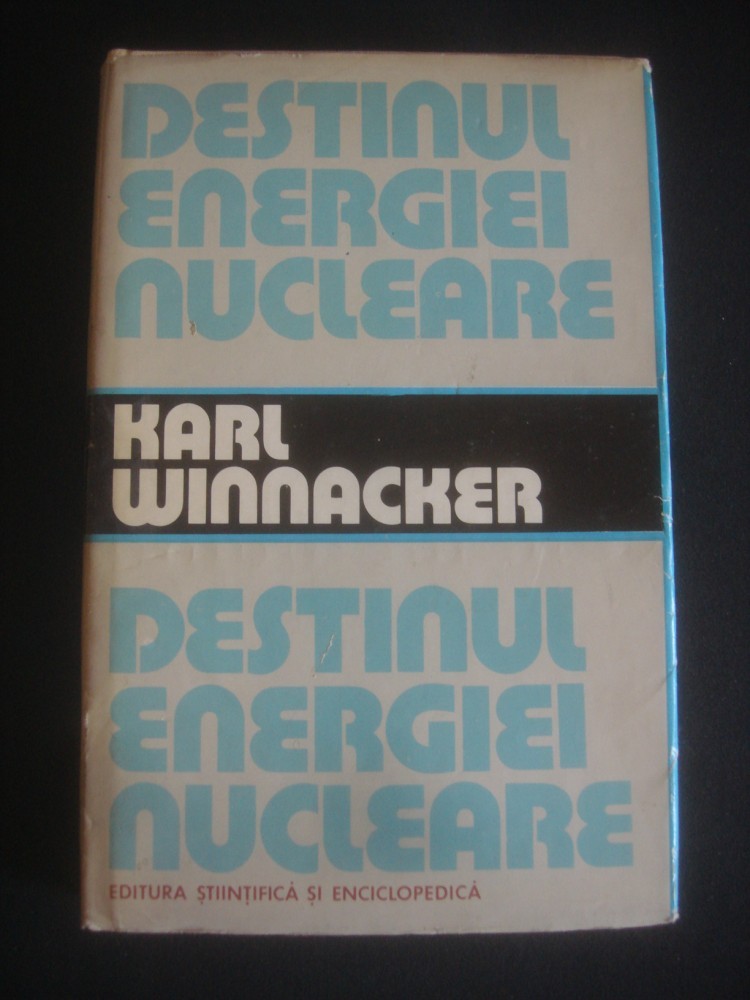 DESTINUL
ENERGIEI
NUCLEARE
KARL
WINNACKER
DESTINUL
ENERGIEI
NUCLEARE
EDITURA ȘTIINȚIFICĂ ȘI ENCICLOPEDICĂ